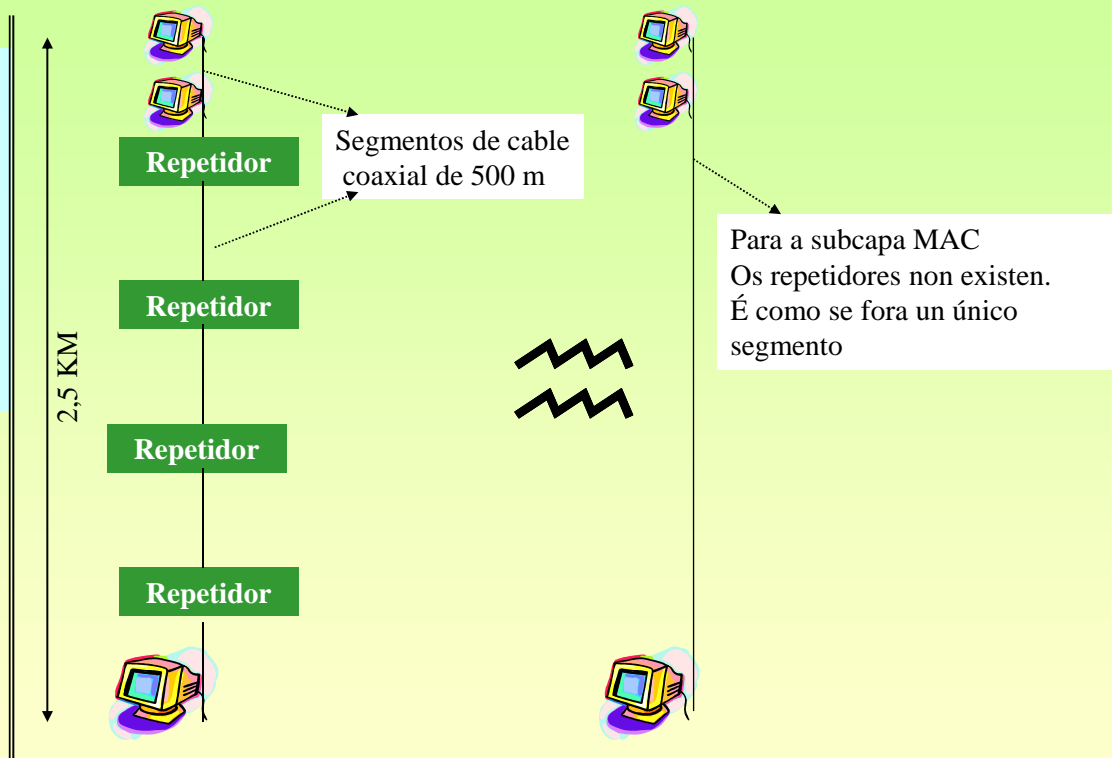 Repetidor
Segmentos de cable
coaxial de 500 m
Repetidor
2,5 KM
Repetidor
Repetidor
Para a subcapa MAC
Os repetidores non existen.
É como se fora un único
segmento